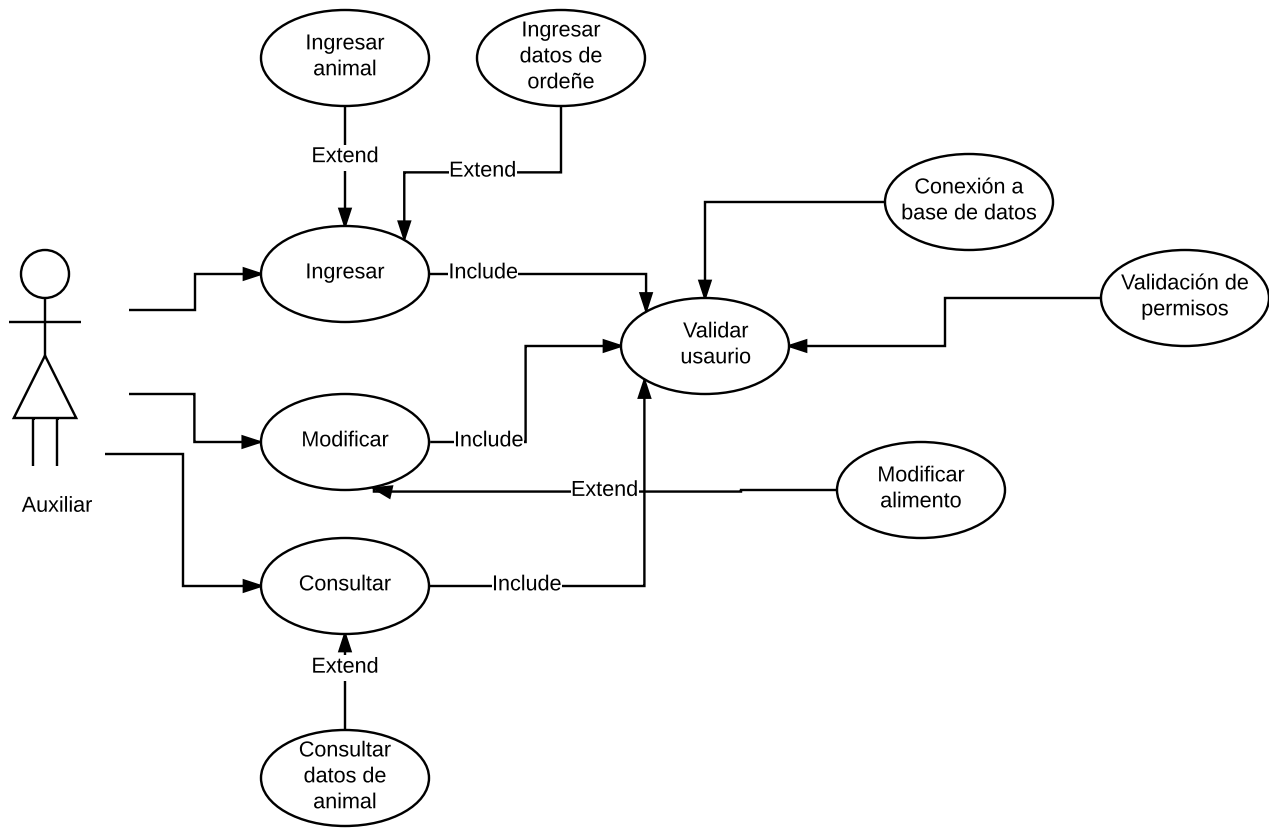 Ingresar
animal
Ingresar
datos de
ordeñe
Extend
Extend
Conexión a
base de datos
Ingresar
Include
Validación de
permisos
Validar
usaurio
Modificar
Include
Extend
Modificar
alimento
Auxiliar
Consultar
Include
Extend
Consultar
datos de
animal